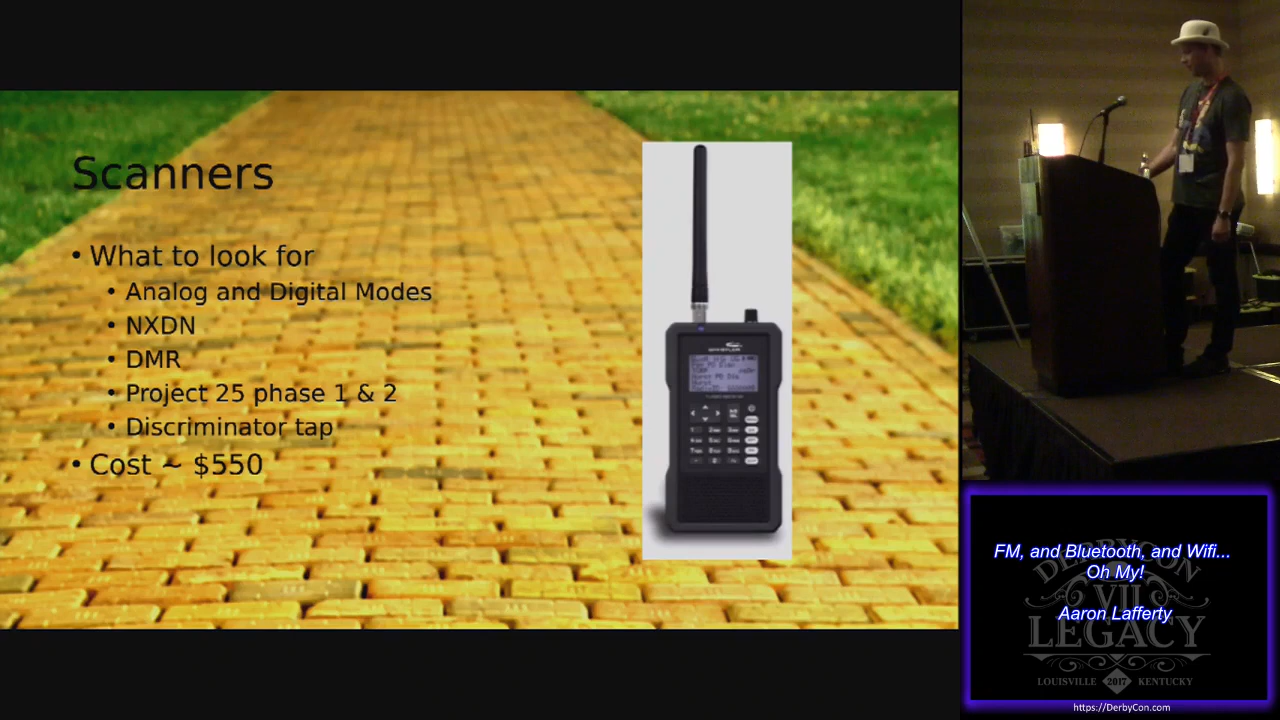 Scanners
• What to look for
• Analog and Digital Modes
• NXDN
• DMR
• Project 25 phase 1 & 2
• Discriminator tap
• Cost ~ $550
FM, and Bluetooth, and Wifi...
Oh My!
Aaron Lafferty
DERBYCON
VII
LEGACY
LOUISVILLE 2017 KENTUCKY
https://DerbyCon.com